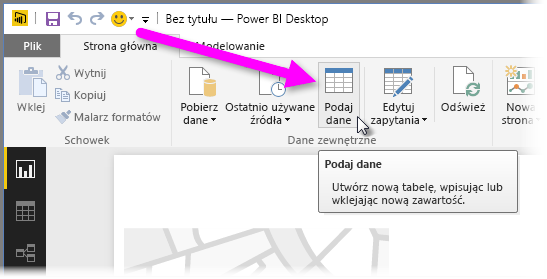 Bez tytułu — Power BI Desktop
Plik
Strona główna
Modelowanie
Wklej
Wytnij
Kopiuj
Malarz formatów
Schowek
Pobierz
dane
Ostatnio używane
źródła
Podaj
dane
Edytuj
zapytania
Odśwież
Nowa
strona
Dane zewnętrzne
Podaj dane
Utwórz nową tabelę, wpisując lub
wklejając nową zawartość.